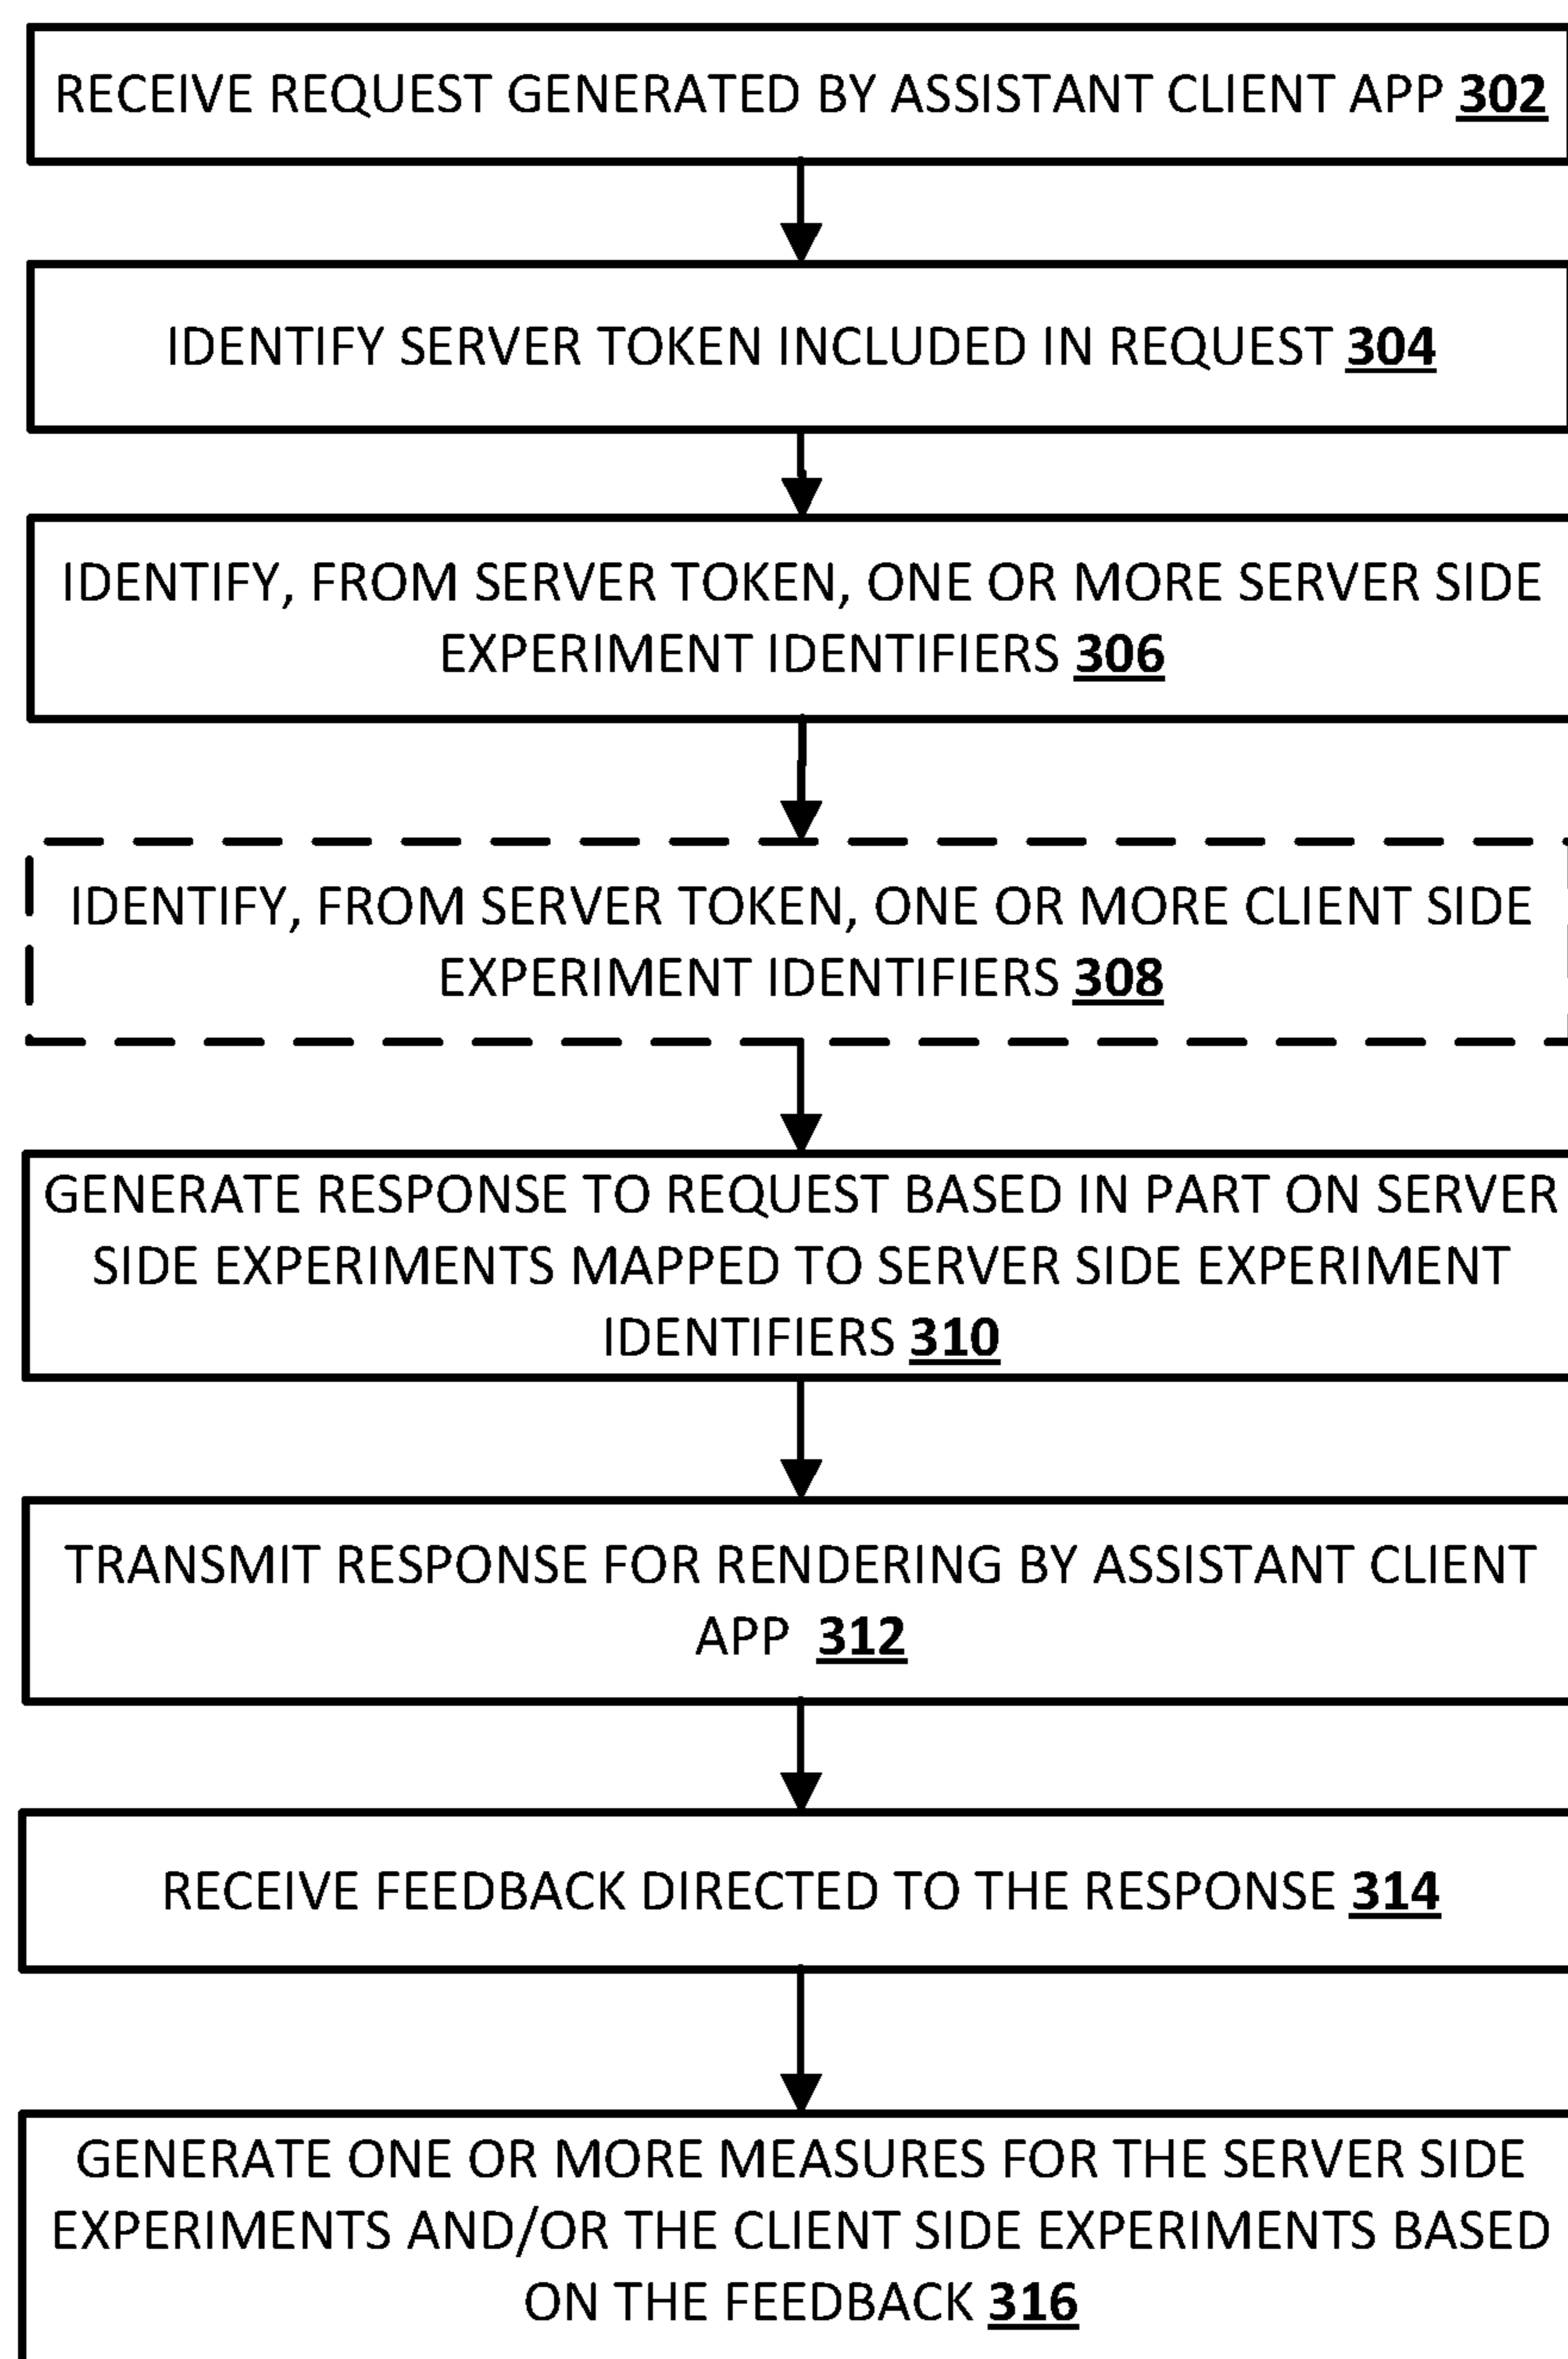 RECEIVE REQUEST GENERATED BY ASSISTANT CLIENT APP 302
IDENTIFY SERVER TOKEN INCLUDED IN REQUEST 304
IDENTIFY, FROM SERVER TOKEN, ONE OR MORE SERVER SIDE
EXPERIMENT IDENTIFIERS 306
IDENTIFY, FROM SERVER TOKEN, ONE OR MORE CLIENT SIDE
EXPERIMENT IDENTIFIERS 308
GENERATE RESPONSE TO REQUEST BASED IN PART ON SERVER
SIDE EXPERIMENTS MAPPED TO SERVER SIDE EXPERIMENT
IDENTIFIERS 310
TRANSMIT RESPONSE FOR RENDERING BY ASSISTANT CLIENT
APP 312
RECEIVE FEEDBACK DIRECTED TO THE RESPONSE 314
GENERATE ONE OR MORE MEASURES FOR THE SERVER SIDE
EXPERIMENTS AND/OR THE CLIENT SIDE EXPERIMENTS BASED
ON THE FEEDBACK 316